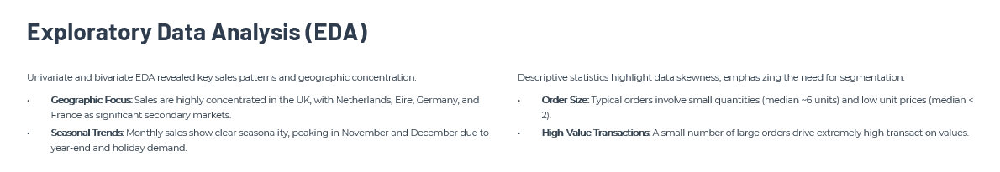 Exploratory Data Analysis (EDA)
Univariate and bivariate EDA revealed key sales patterns and geographic concentration.
• Geographic Focus: Sales are highly concentrated in the UK, with Netherlands, Eire, Germany, and
France as significant secondary markets.
• Seasonal Trends: Monthly sales show clear seasonality, peaking in November and December due to
year-end and holiday demand.
Descriptive statistics highlight data skewness, emphasizing the need for segmentation.
• Order Size: Typical orders involve small quantities (median ~6 units) and low unit prices (median <
2).
• High-Value Transactions: A small number of large orders drive extremely high transaction values.